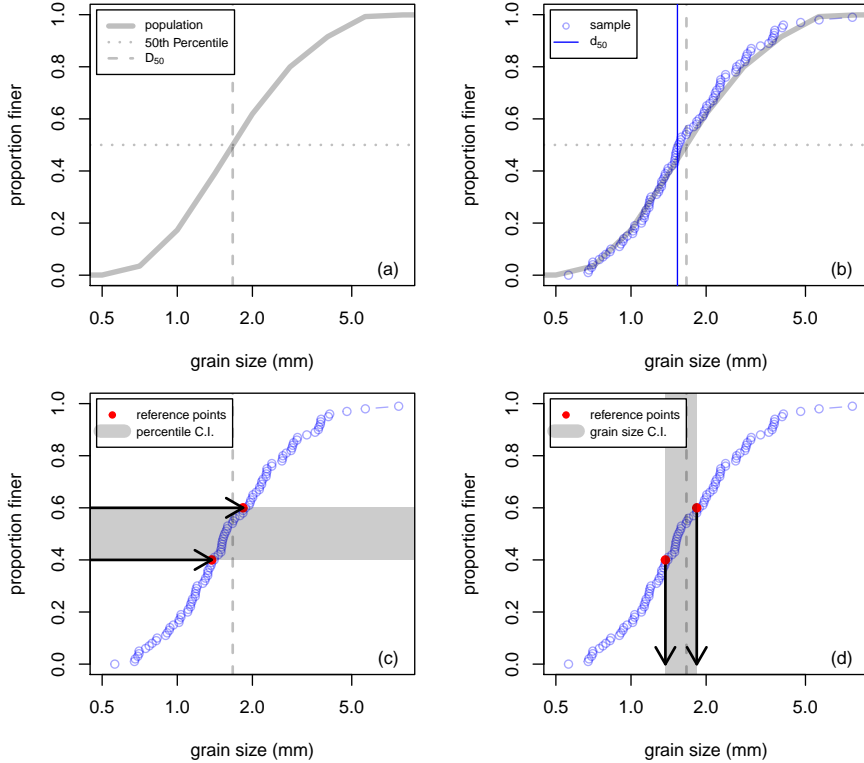 population
50th Percentile
D50
proportion finer
0.0 0.2 0.4 0.6 0.8 1.0
(a)
0.5 1.0 2.0 5.0
grain size (mm)
sample
d50
proportion finer
0.0 0.2 0.4 0.6 0.8 1.0
(b)
0.5 1.0 2.0 5.0
grain size (mm)
reference points
percentile C.I.
proportion finer
0.0 0.2 0.4 0.6 0.8 1.0
(c)
0.5 1.0 2.0 5.0
grain size (mm)
reference points
grain size C.I.
proportion finer
0.0 0.2 0.4 0.6 0.8 1.0
(d)
0.5 1.0 2.0 5.0
grain size (mm)